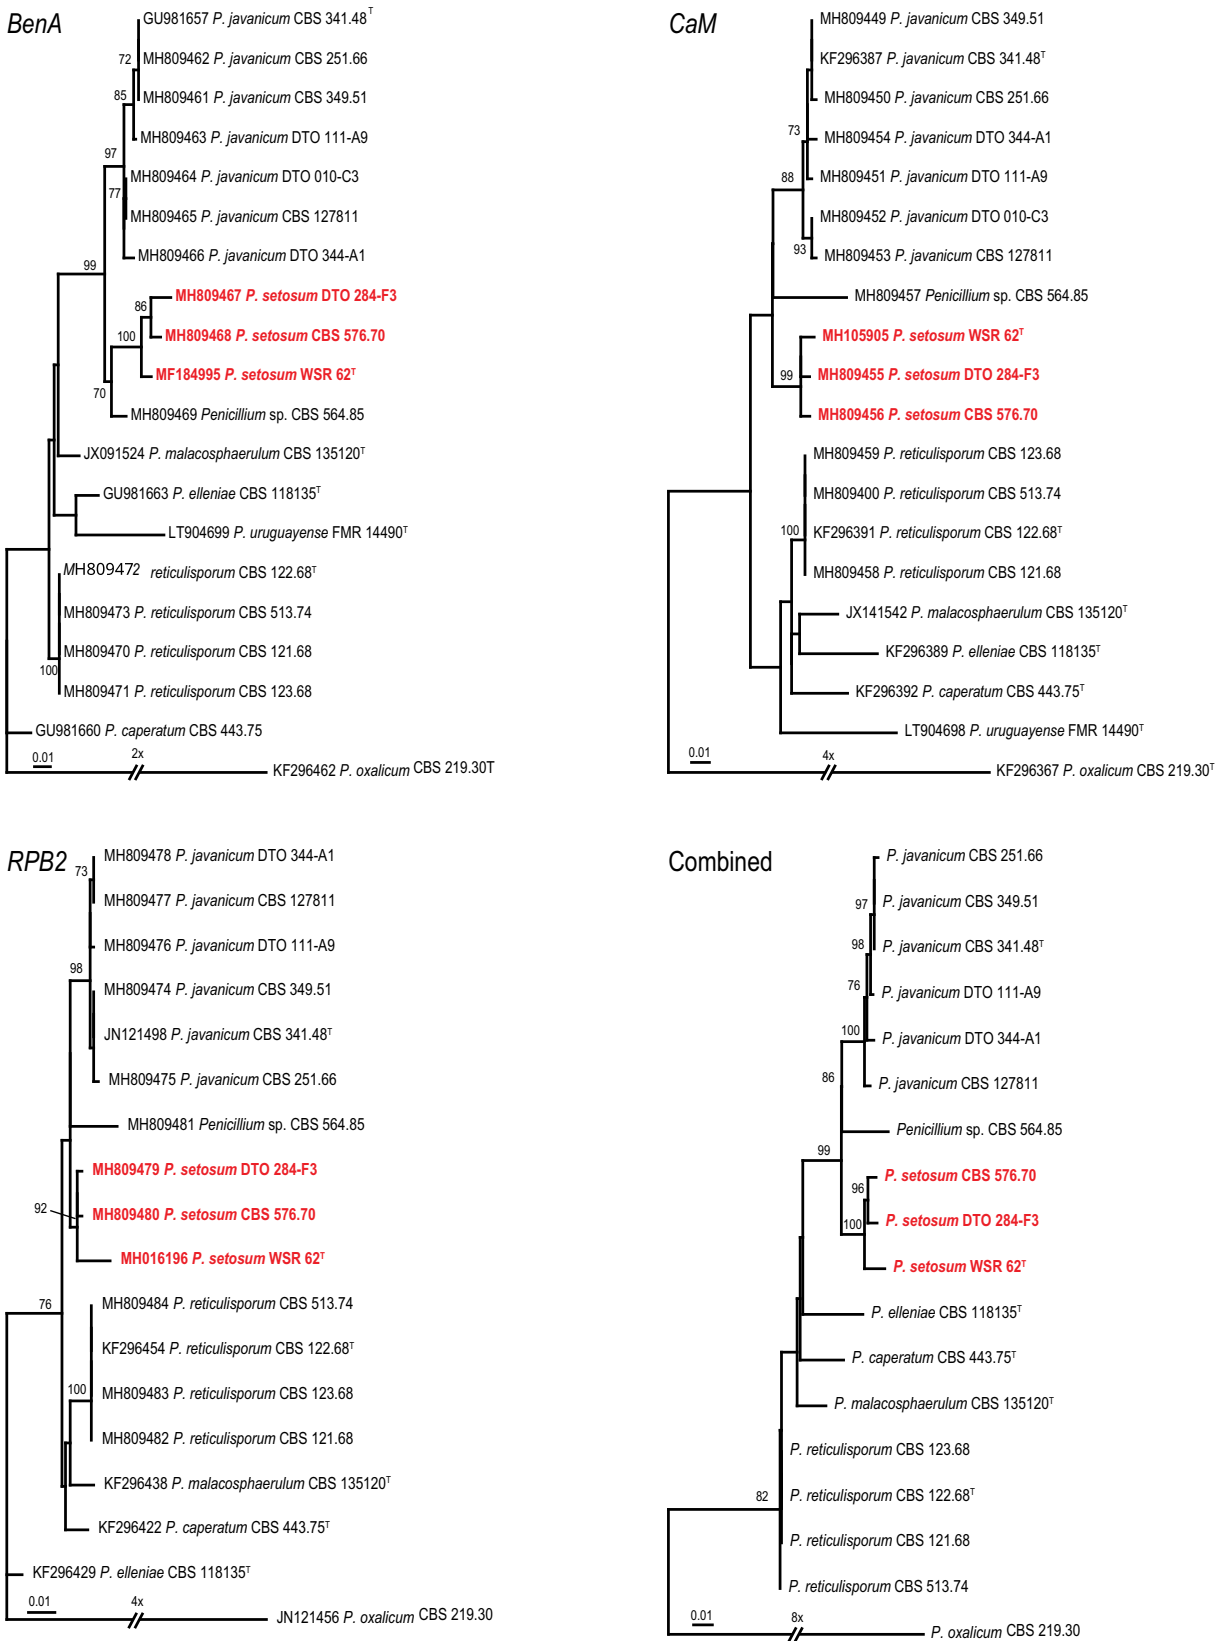 BenA
GU981657 P. javanicum CBS 341.48T
72
MH809462 P. javanicum CBS 251.66
85
MH809461 P. javanicum CBS 349.51
MH809463 P. javanicum DTO 111-A9
97
MH809464 P. javanicum DTO 010-C3
77
MH809465 P. javanicum CBS 127811
MH809466 P. javanicum DTO 344-A1
99
MH809467 P. setosum DTO 284-F3
86
MH809468 P. setosum CBS 576.70
100
MF184995 P. setosum WSR 62T
70
MH809469 Penicillium sp. CBS 564.85
JX091524 P. malacosphaerulum CBS 135120T
GU981663 P. elleniae CBS 118135T
LT904699 P. uruguayense FMR 14490T
MH809472 reticulisporum CBS 122.68T
MH809473 P. reticulisporum CBS 513.74
MH809470 P. reticulisporum CBS 121.68
100
MH809471 P. reticulisporum CBS 123.68
GU981660 P. caperatum CBS 443.75
0.01
2x
KF296462 P. oxalicum CBS 219.30T
CaM
MH809449 P. javanicum CBS 349.51
KF296387 P. javanicum CBS 341.48T
MH809450 P. javanicum CBS 251.66
73
MH809454 P. javanicum DTO 344-A1
88
MH809451 P. javanicum DTO 111-A9
MH809452 P. javanicum DTO 010-C3
93
MH809453 P. javanicum CBS 127811
MH809457 Penicillium sp. CBS 564.85
MH105905 P. setosum WSR 62T
99
MH809455 P. setosum DTO 284-F3
MH809456 P. setosum CBS 576.70
MH809459 P. reticulisporum CBS 123.68
MH809400 P. reticulisporum CBS 513.74
100
KF296391 P. reticulisporum CBS 122.68T
MH809458 P. reticulisporum CBS 121.68
JX141542 P. malacosphaerulum CBS 135120T
KF296389 P. elleniae CBS 118135T
KF296392 P. caperatum CBS 443.75T
LT904698 P. uruguayense FMR 14490T
0.01
4x
KF296367 P. oxalicum CBS 219.30T
RPB2
MH809478 P. javanicum DTO 344-A1
73
MH809477 P. javanicum CBS 127811
MH809476 P. javanicum DTO 111-A9
98
MH809474 P. javanicum CBS 349.51
JN121498 P. javanicum CBS 341.48T
MH809475 P. javanicum CBS 251.66
MH809481 Penicillium sp. CBS 564.85
MH809479 P. setosum DTO 284-F3
92
MH809480 P. setosum CBS 576.70
MH016196 P. setosum WSR 62T
76
MH809484 P. reticulisporum CBS 513.74
KF296454 P. reticulisporum CBS 122.68T
100
MH809483 P. reticulisporum CBS 123.68
MH809482 P. reticulisporum CBS 121.68
KF296438 P. malacosphaerulum CBS 135120T
KF296422 P. caperatum CBS 443.75T
KF296429 P. elleniae CBS 118135T
0.01
4x
JN121456 P. oxalicum CBS 219.30
Combined
P. javanicum CBS 251.66
97
P. javanicum CBS 349.51
98
P. javanicum CBS 341.48T
76
P. javanicum DTO 111-A9
100
P. javanicum DTO 344-A1
86
P. javanicum CBS 127811
Penicillium sp. CBS 564.85
99
P. setosum CBS 576.70
96
P. setosum DTO 284-F3
100
P. setosum WSR 62T
P. elleniae CBS 118135T
P. caperatum CBS 443.75T
P. malacosphaerulum CBS 135120T
P. reticulisporum CBS 123.68
82
P. reticulisporum CBS 122.68T
P. reticulisporum CBS 121.68
P. reticulisporum CBS 513.74
0.01
8x
P. oxalicum CBS 219.30